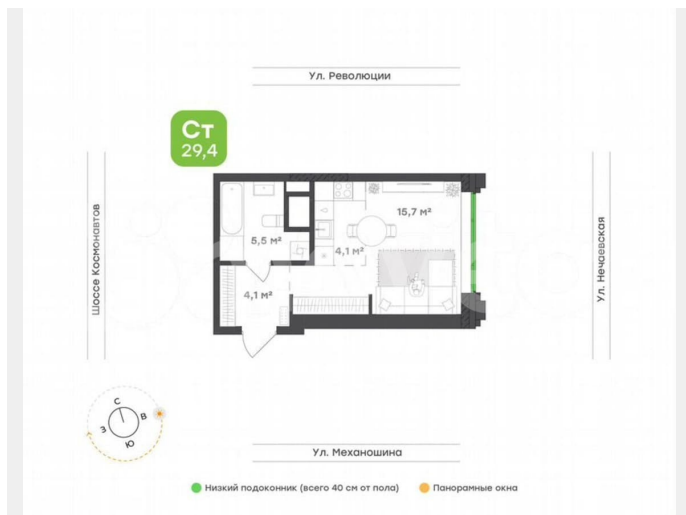 Ул. Революции
Ст
29,4
15,7 м²
5,5 м²
4,1 м²
4,1 м²
Шоссе Космонавтов
Ул. Нечаевская
С
В
З
Ю
Ул. Механошина
Низкий подоконник (всего 40 см от пола)
Панорамные окна